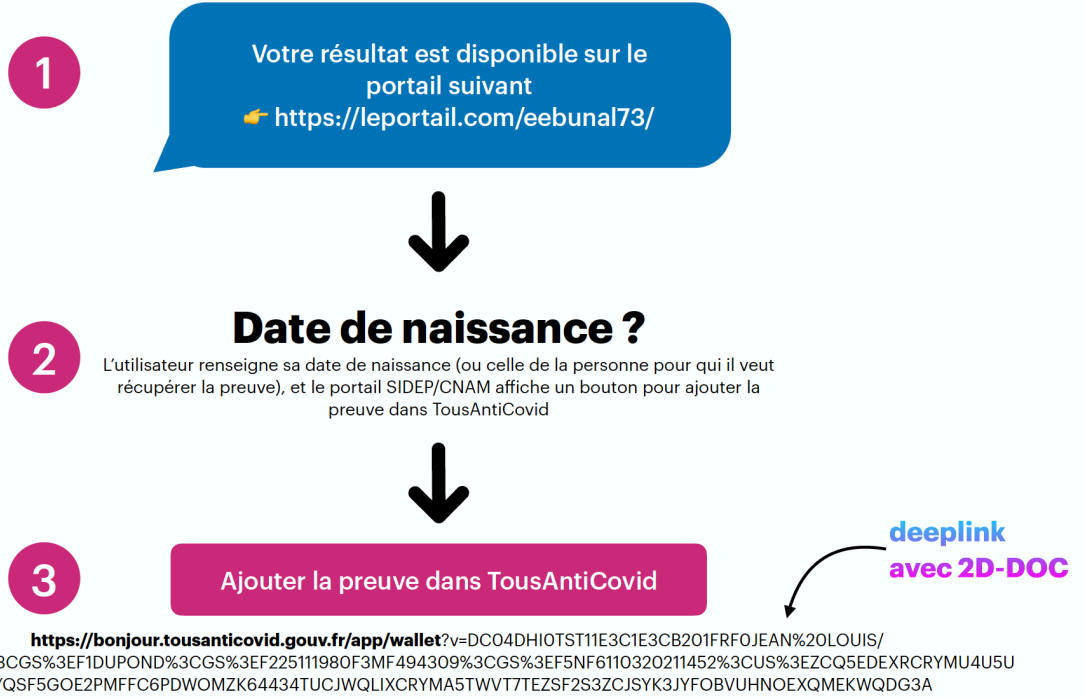 1
Votre résultat est disponible sur le
portail suivant
👉 https://leportail.com/eebunal73/
2
Date de naissance ?
L'utilisateur renseigne sa date de naissance (ou celle de la personne pour qui il veut
récupérer la preuve), et le portail SIDEP/CNAM affiche un bouton pour ajouter la
preuve dans TousAntiCovid
deeplink
avec 2D-DOC
3
Ajouter la preuve dans TousAntiCovid
https://bonjour.tousanticovid.gouv.fr/app/wallet?v=DC04DHI0TST11E3C1E3CB201FRF0JEAN%20LOUIS/
3CGS%3EF1DUPOND%3CGS%3EF225111980F3MF494309%3CGS%3EF5NF6110320211452%3CUS%3EZCQ5EDEXRCRYMU4U5U
YQSF5GOE2PMFFC6PDWOMZK64434TUCJWQLIXCRYMA5TWVT7TEZSF2S3ZCJSYK3JYFOBVUHNOEXQMEKWQDG3A